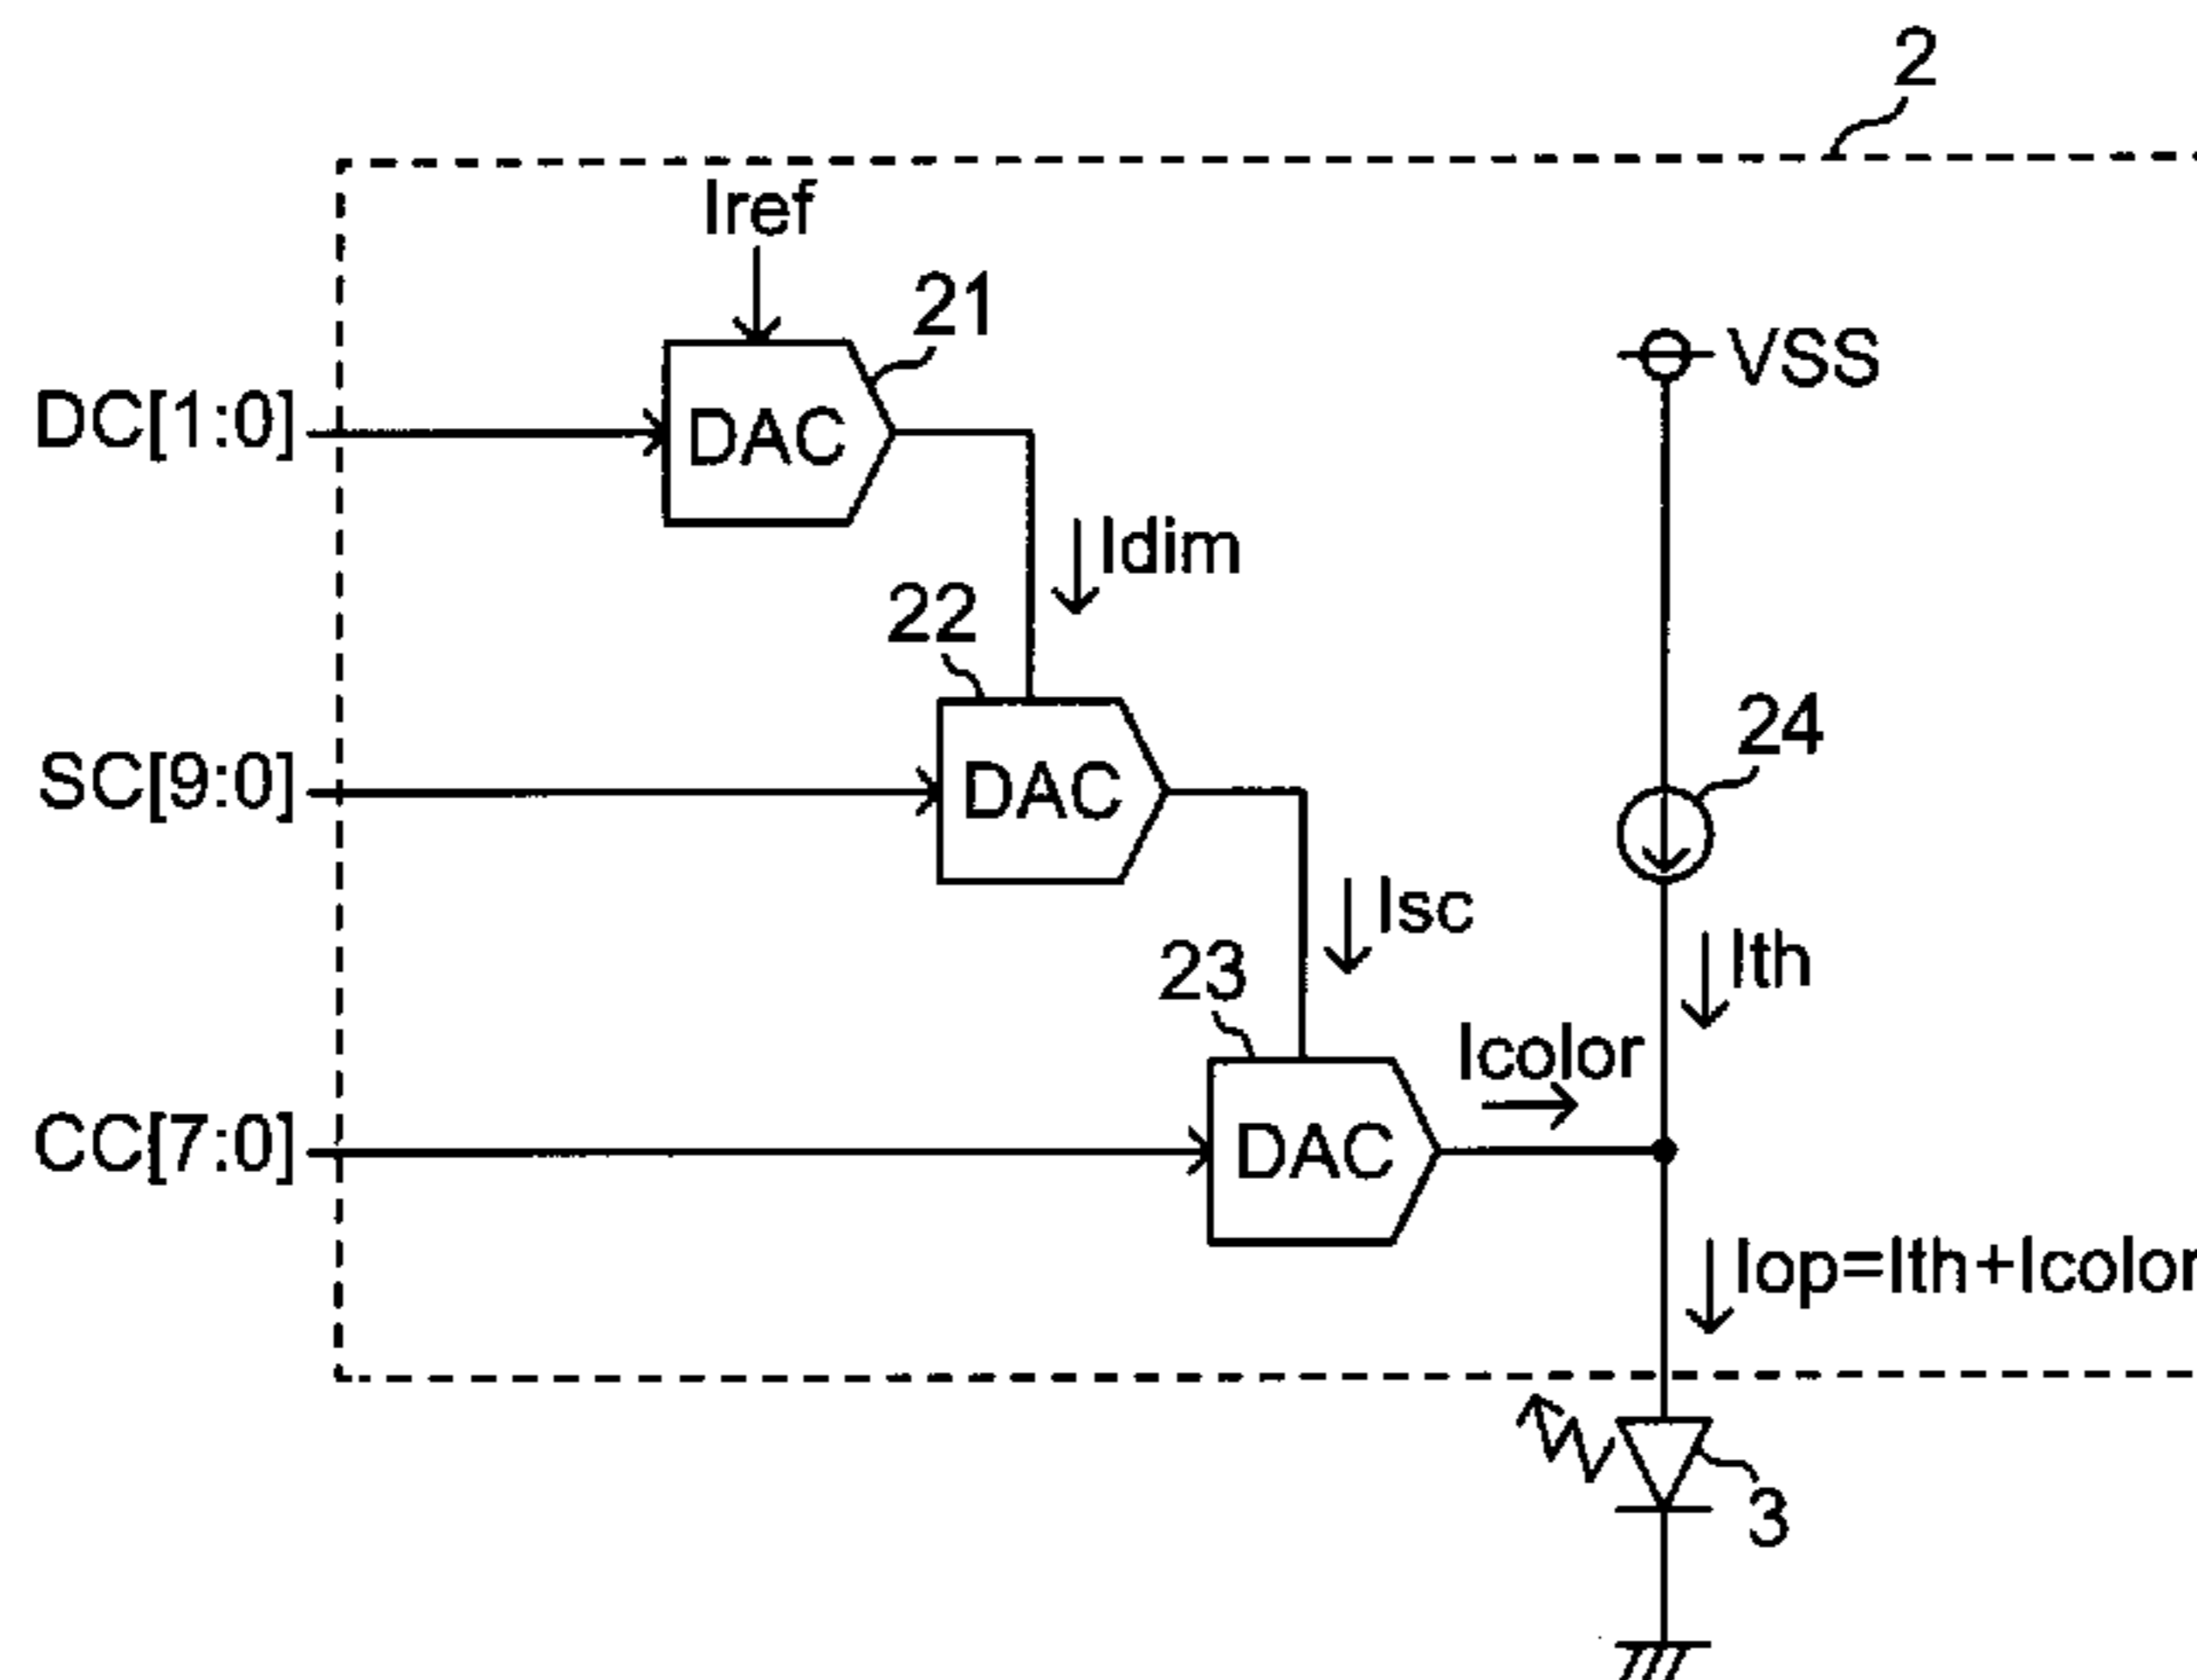 2
Iref
21
DC[1:0]
DAC
VSS
Idim
22
24
SC[9:0]
DAC
Isc
Ith
23
Icolor
CC[7:0]
DAC
Iop=Ith+Icolor
3